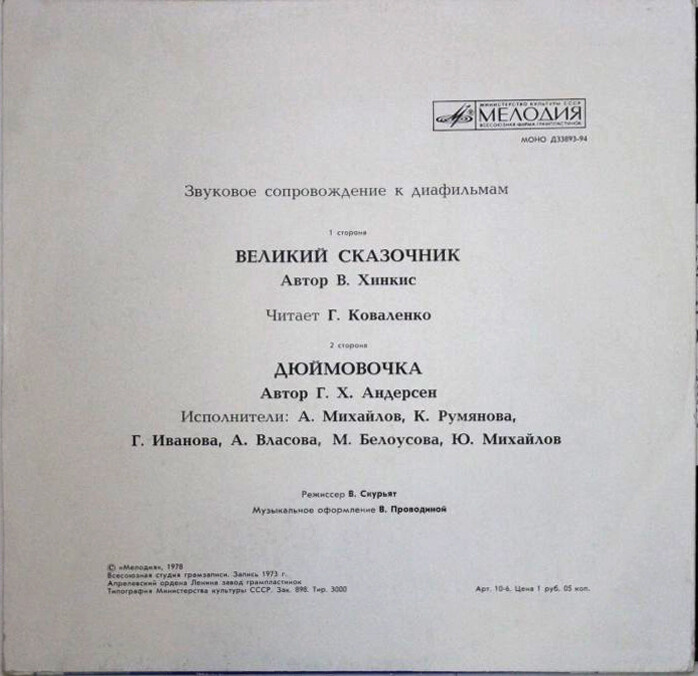 МИНИСТЕРСТВО КУЛЬТУРЫ СССР
МЕЛОДИЯ
ВСЕСОЮЗНАЯ ФИРМА ГРАМПЛАСТИНОК
МОНО Д33893-94
Звуковое сопровождение к диафильмам
1 сторона
ВЕЛИКИЙ СКАЗОЧНИК
Автор В. Хинкис
Читает Г. Коваленко
2 сторона
ДЮЙМОВОЧКА
Автор Г. Х. Андерсен
Исполнители: А. Михайлов, К. Румянова,
Г. Иванова, А. Власова, М. Белоусова, Ю. Михайлов
Режиссер В. Скурьят
Музыкальное оформление В. Проводиной
© «Мелодия», 1978
Всесоюзная студия грамзаписи. Запись 1973 г.
Апрелевский ордена Ленина завод грампластинок
Типография Министерства культуры СССР. Зак. 898. Тир. 3000
Арт. 10-6. Цена 1 руб. 05 коп.